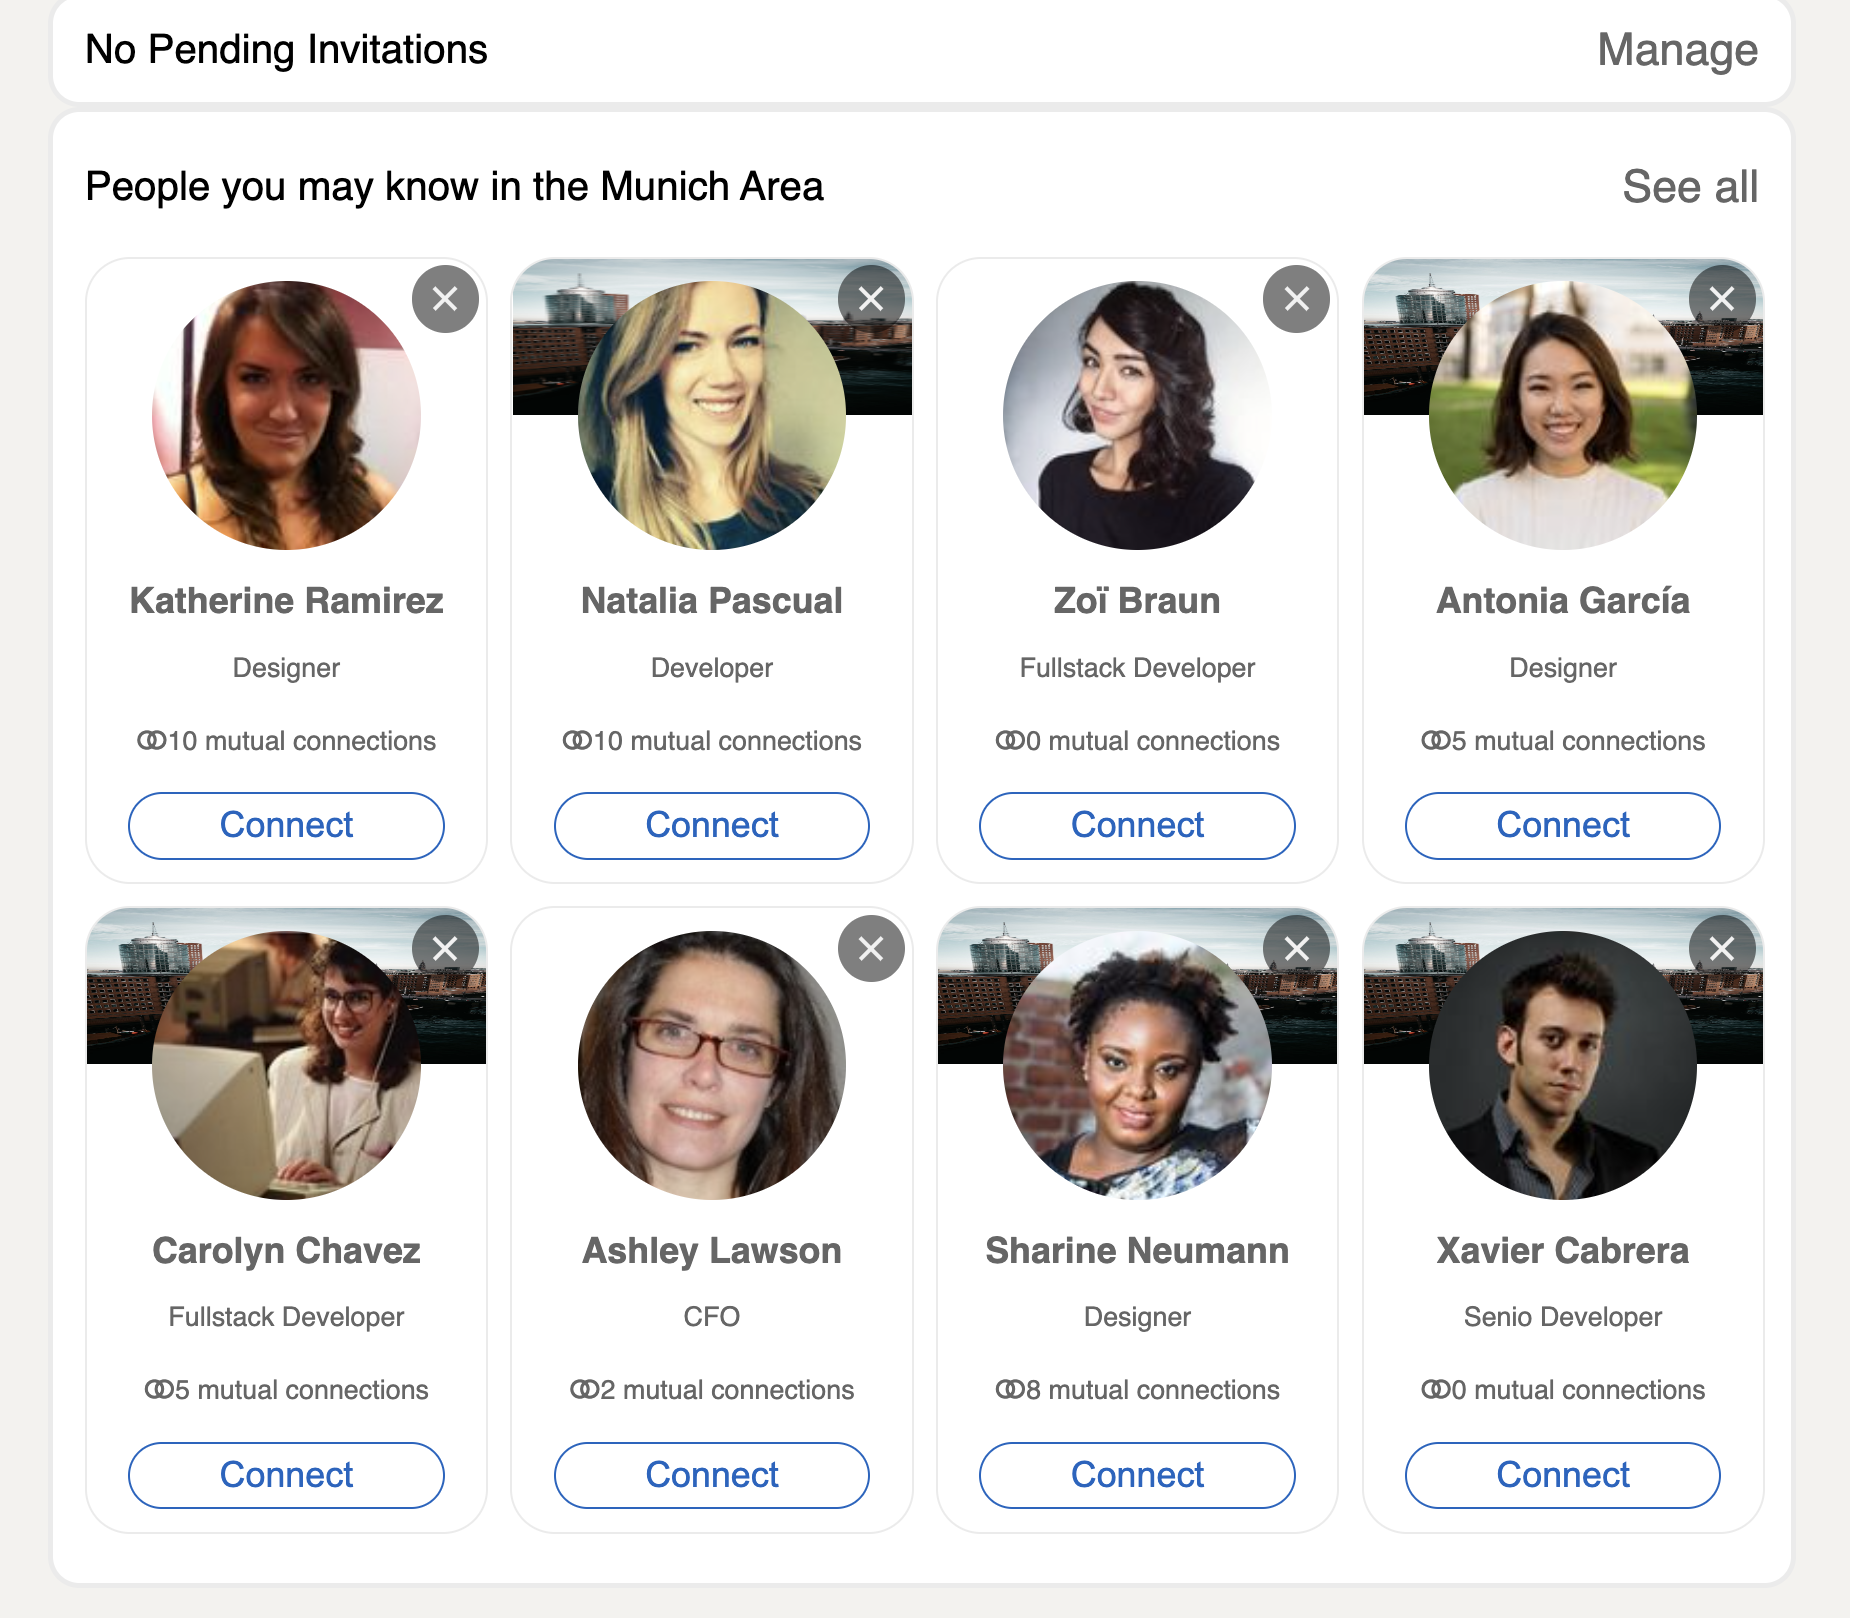 No Pending Invitations
Manage
People you may know in the Munich Area
See all
Katherine Ramirez
Designer
10 mutual connections
Connect
Natalia Pascual
Developer
10 mutual connections
Connect
Zoï Braun
Fullstack Developer
0 mutual connections
Connect
Antonia García
Designer
5 mutual connections
Connect
Carolyn Chavez
Fullstack Developer
5 mutual connections
Connect
Ashley Lawson
CFO
2 mutual connections
Connect
Sharine Neumann
Designer
8 mutual connections
Connect
Xavier Cabrera
Senio Developer
0 mutual connections
Connect